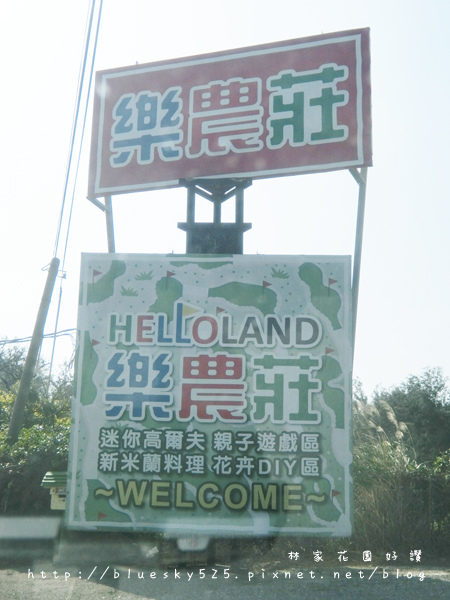 樂農莊
HELLOLAND
樂農莊
迷你高爾夫 親子遊戲區
新米蘭料理 花卉DIY區
~WELCOME~
林家花園好讚
http://bluesky525.pixnet.net/blog